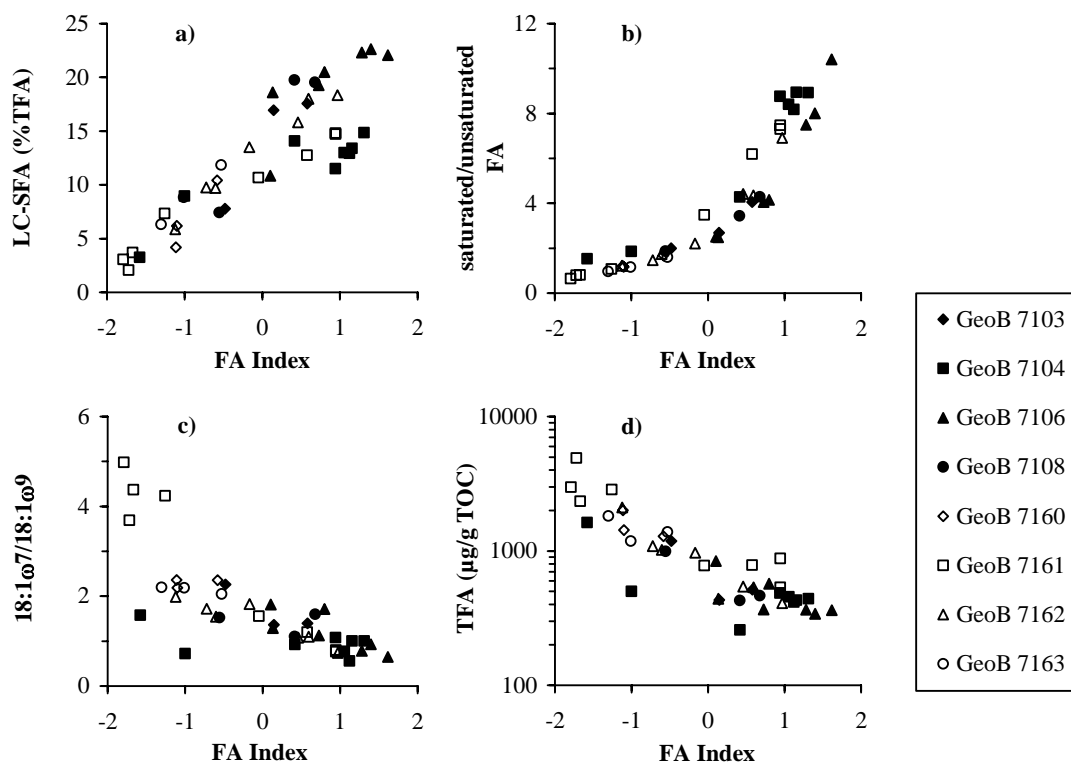 a)
LC-SFA (%TFA)
25
20
15
10
5
0
-2 -1 0 1 2
FA Index
b)
saturated/unsaturated
FA
12
8
4
0
-2 -1 0 1 2
FA Index
c)
18:1ω7/18:1ω9
6
4
2
0
-2 -1 0 1 2
FA Index
d)
TFA (µg/g TOC)
10000
1000
100
-2 -1 0 1 2
FA Index
GeoB 7103
GeoB 7104
GeoB 7106
GeoB 7108
GeoB 7160
GeoB 7161
GeoB 7162
GeoB 7163